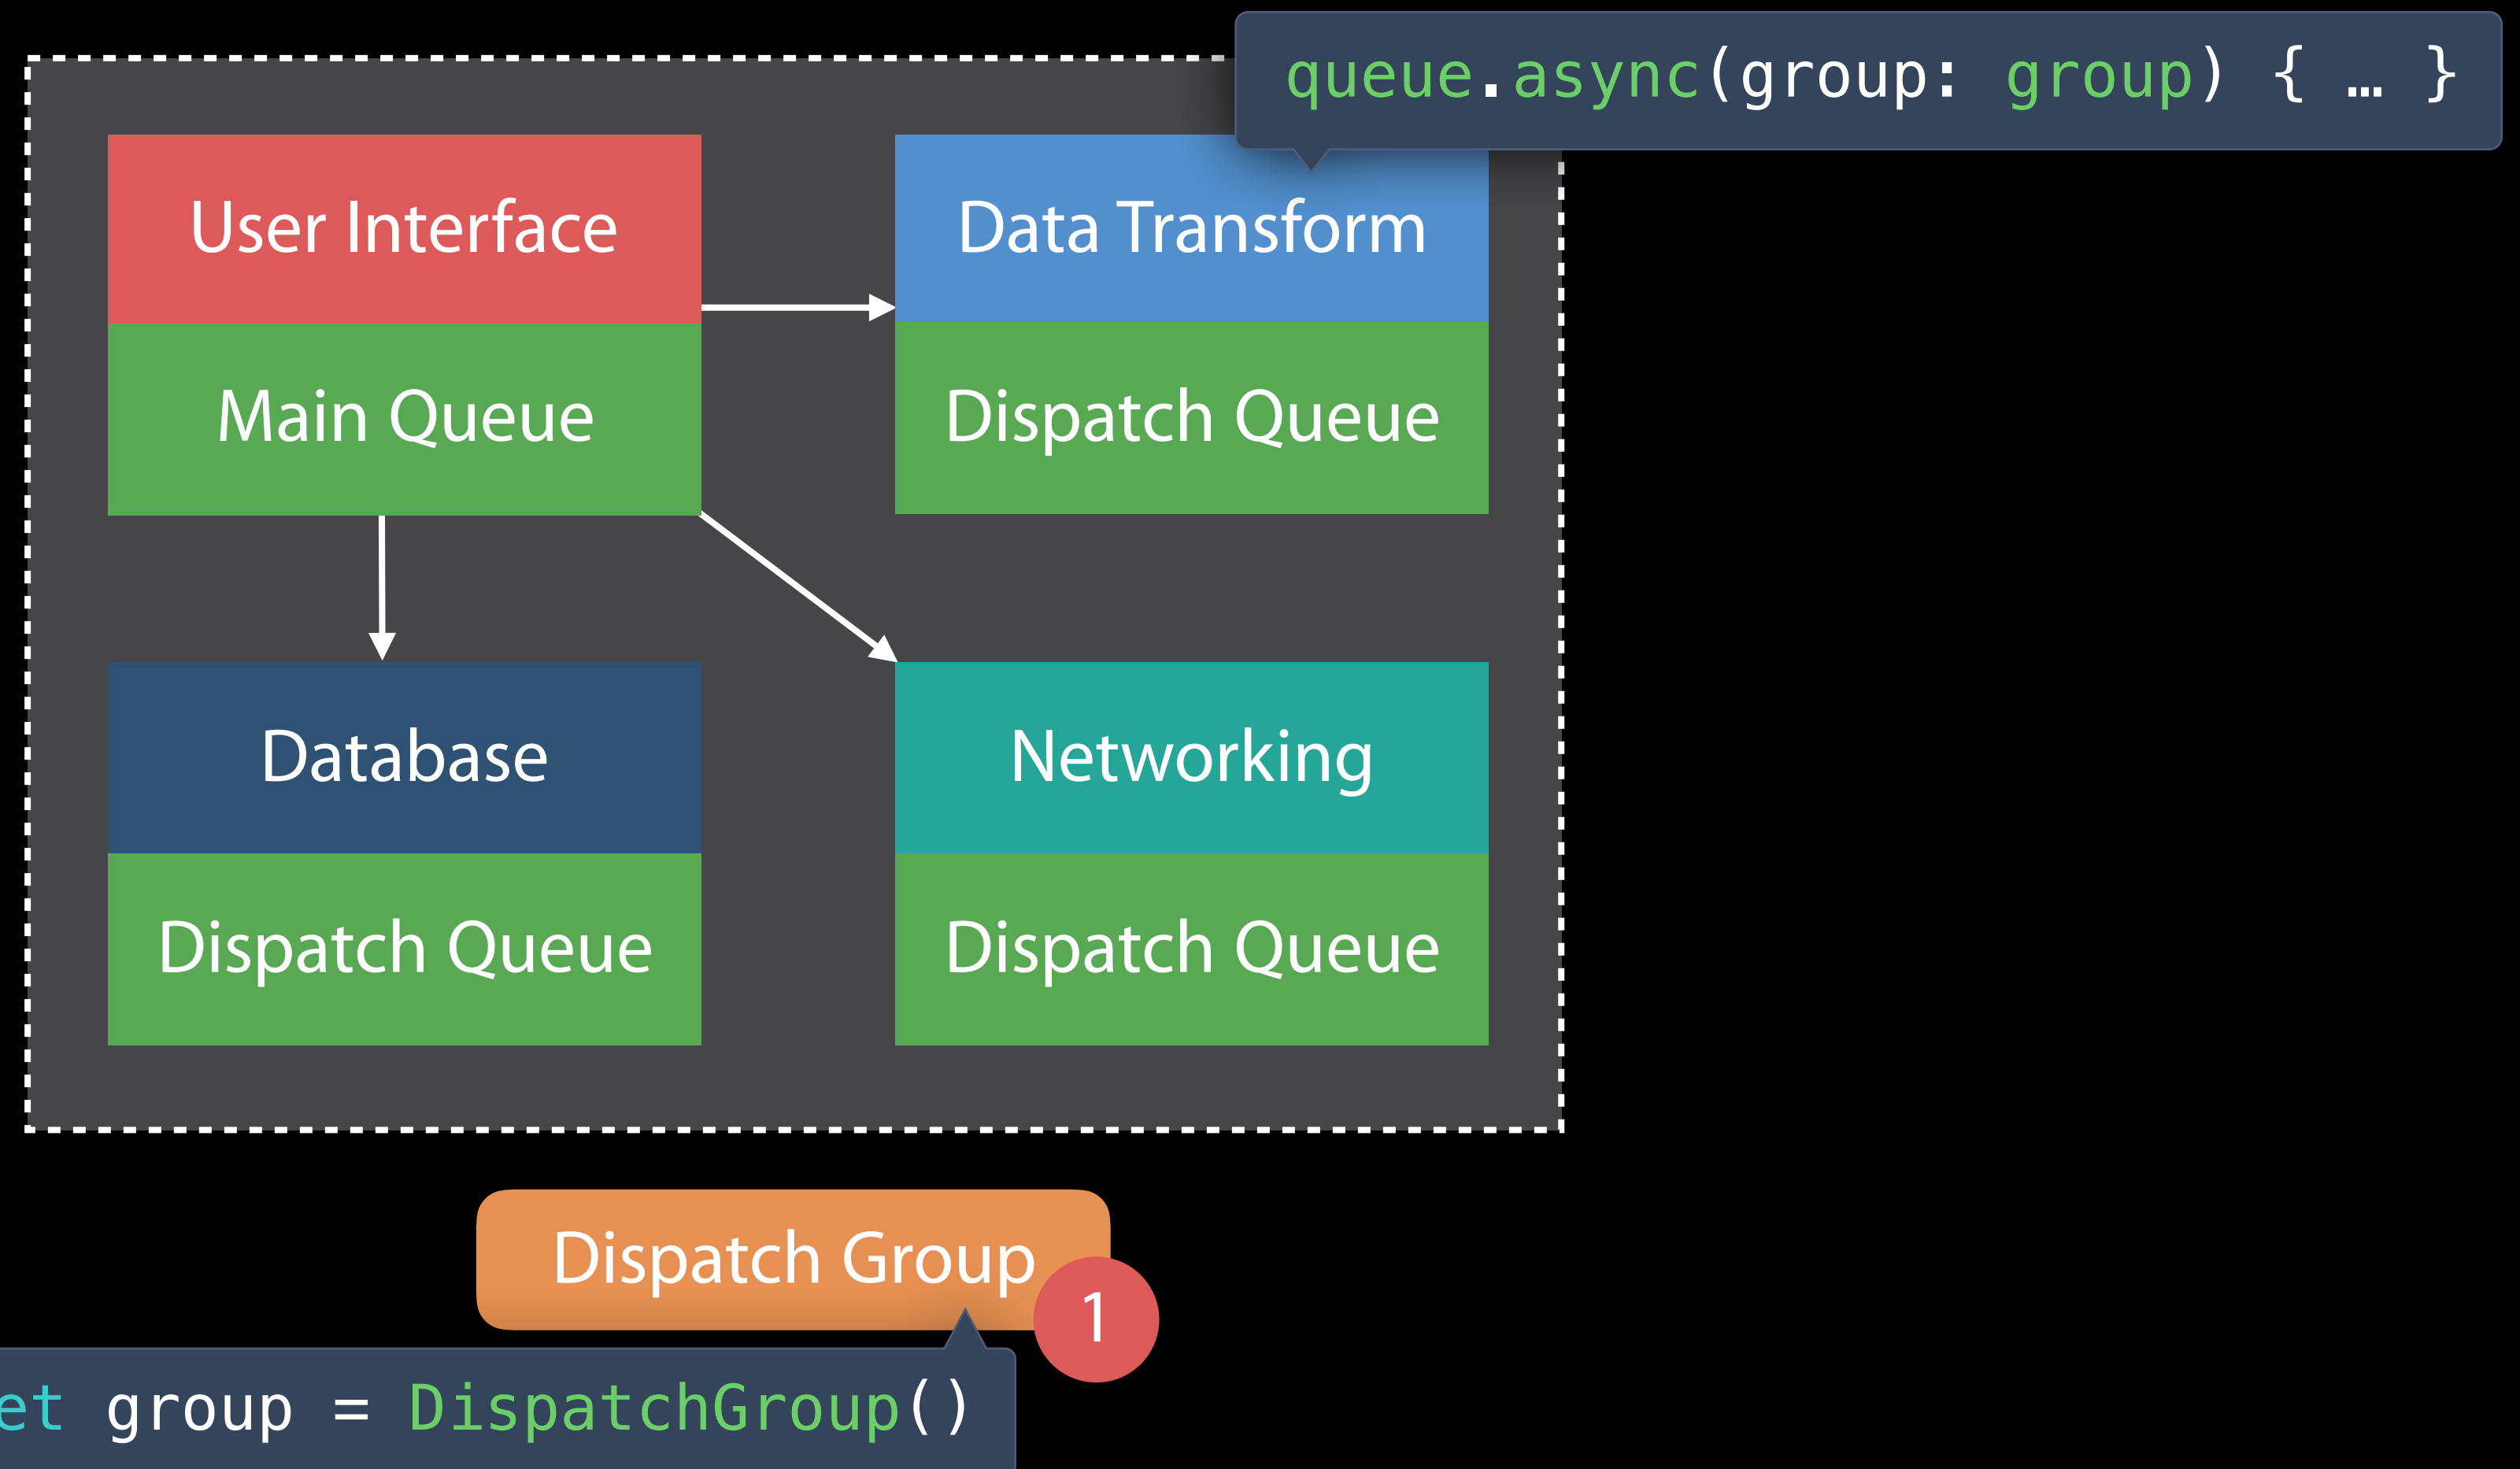 queue.async(group: group) { … }
User Interface
Main Queue
Data Transform
Dispatch Queue
Database
Dispatch Queue
Networking
Dispatch Queue
Dispatch Group
1
et group = DispatchGroup()